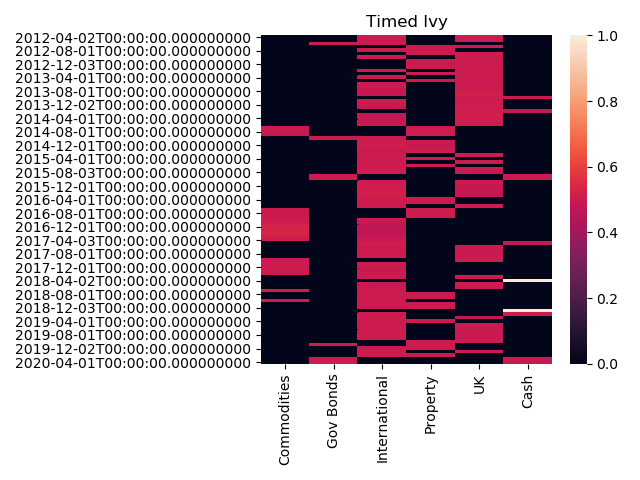 Timed Ivy
2012-04-02T00:00:00.000000000
2012-08-01T00:00:00.000000000
2012-12-03T00:00:00.000000000
2013-04-01T00:00:00.000000000
2013-08-01T00:00:00.000000000
2013-12-02T00:00:00.000000000
2014-04-01T00:00:00.000000000
2014-08-01T00:00:00.000000000
2014-12-01T00:00:00.000000000
2015-04-01T00:00:00.000000000
2015-08-03T00:00:00.000000000
2015-12-01T00:00:00.000000000
2016-04-01T00:00:00.000000000
2016-08-01T00:00:00.000000000
2016-12-01T00:00:00.000000000
2017-04-03T00:00:00.000000000
2017-08-01T00:00:00.000000000
2017-12-01T00:00:00.000000000
2018-04-02T00:00:00.000000000
2018-08-01T00:00:00.000000000
2018-12-03T00:00:00.000000000
2019-04-01T00:00:00.000000000
2019-08-01T00:00:00.000000000
2019-12-02T00:00:00.000000000
2020-04-01T00:00:00.000000000
Commodities
Gov Bonds
International
Property
UK
Cash
1.0
0.8
0.6
0.4
0.2
0.0